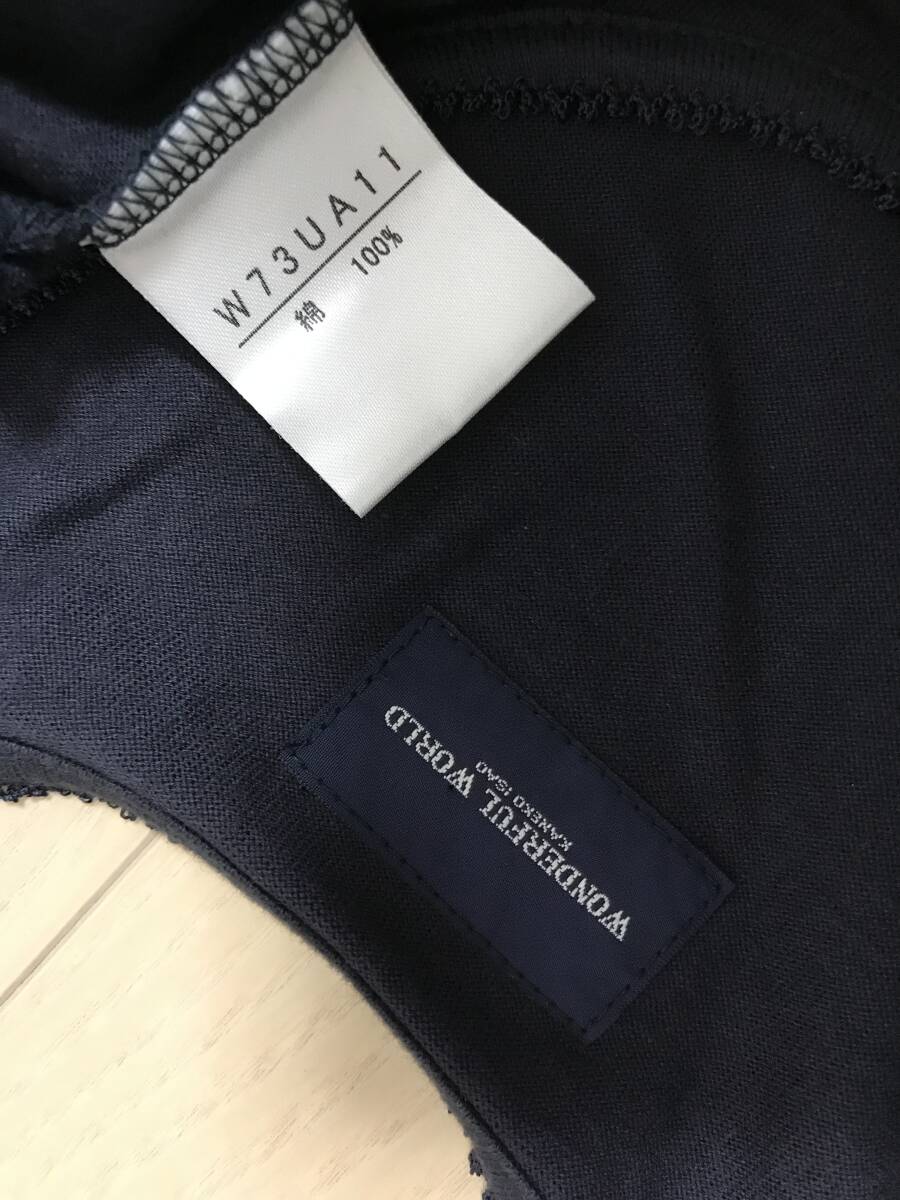 W73UA11
綿 100%
WONDERFUL WORLD
KANEKO ISAO